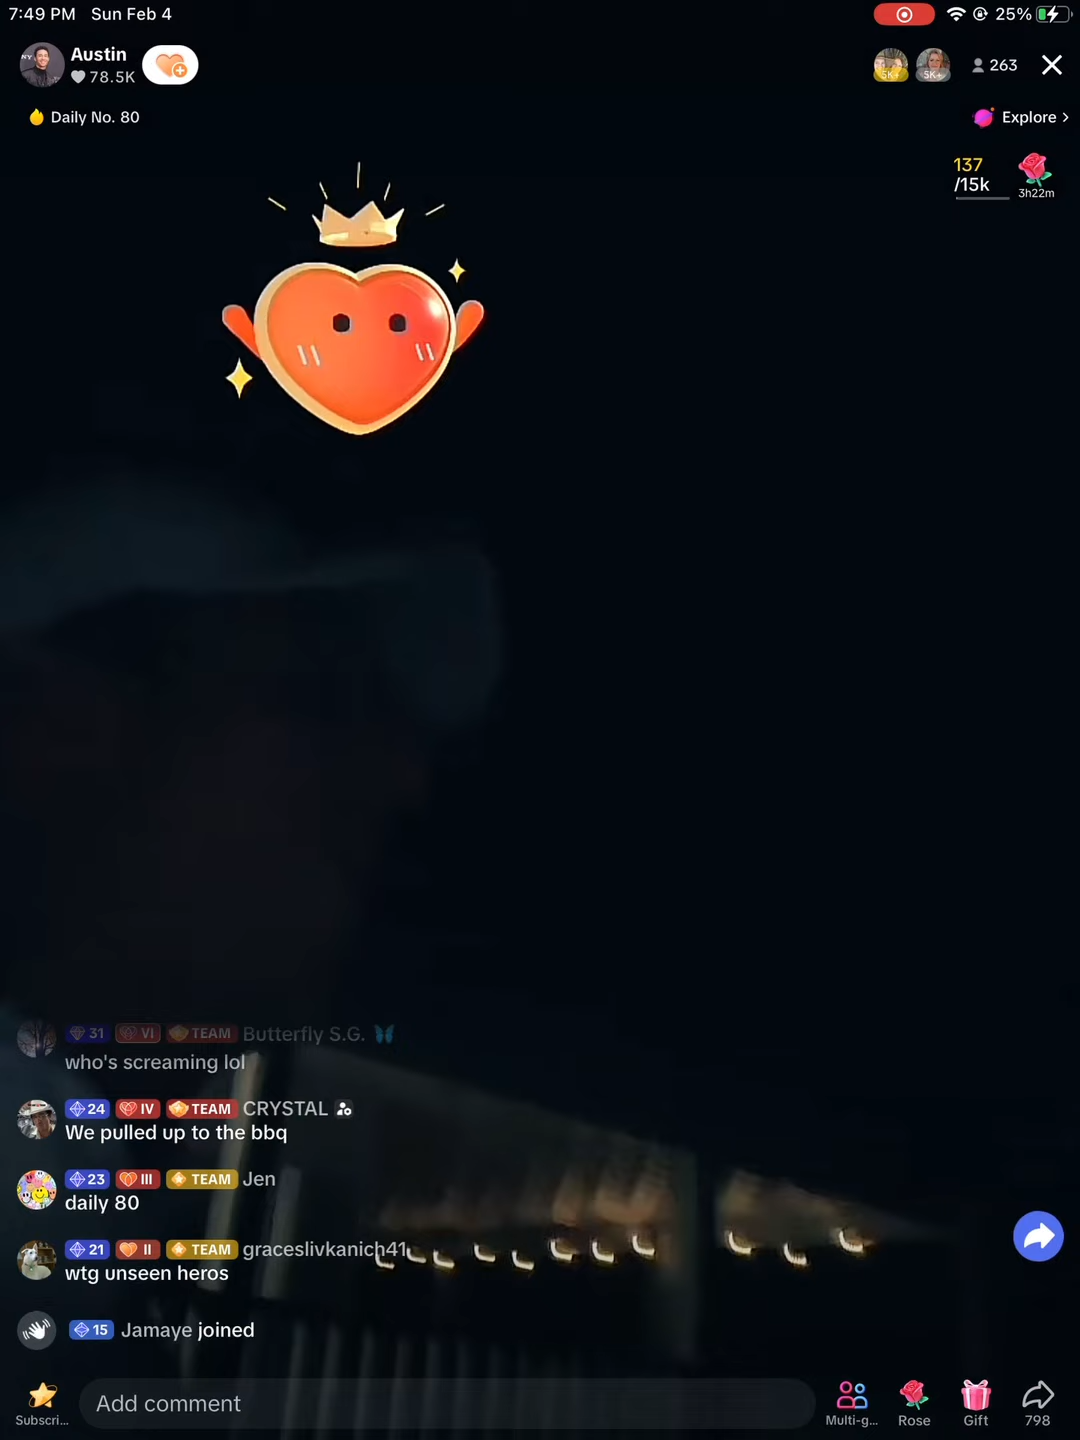 7:49 PM Sun Feb 4 25%
Austin
78.5K
5K+ 5K+ 263
Daily No. 80
Explore >
137
/15k
3h22m
31 VI TEAM Butterfly S.G.
who's screaming lol
24 IV TEAM CRYSTAL
We pulled up to the bbq
23 III TEAM Jen
daily 80
21 II TEAM graceslivkanich41
wtg unseen heros
15 Jamaye joined
Add comment
Subscri... Multi-g... Rose Gift 798